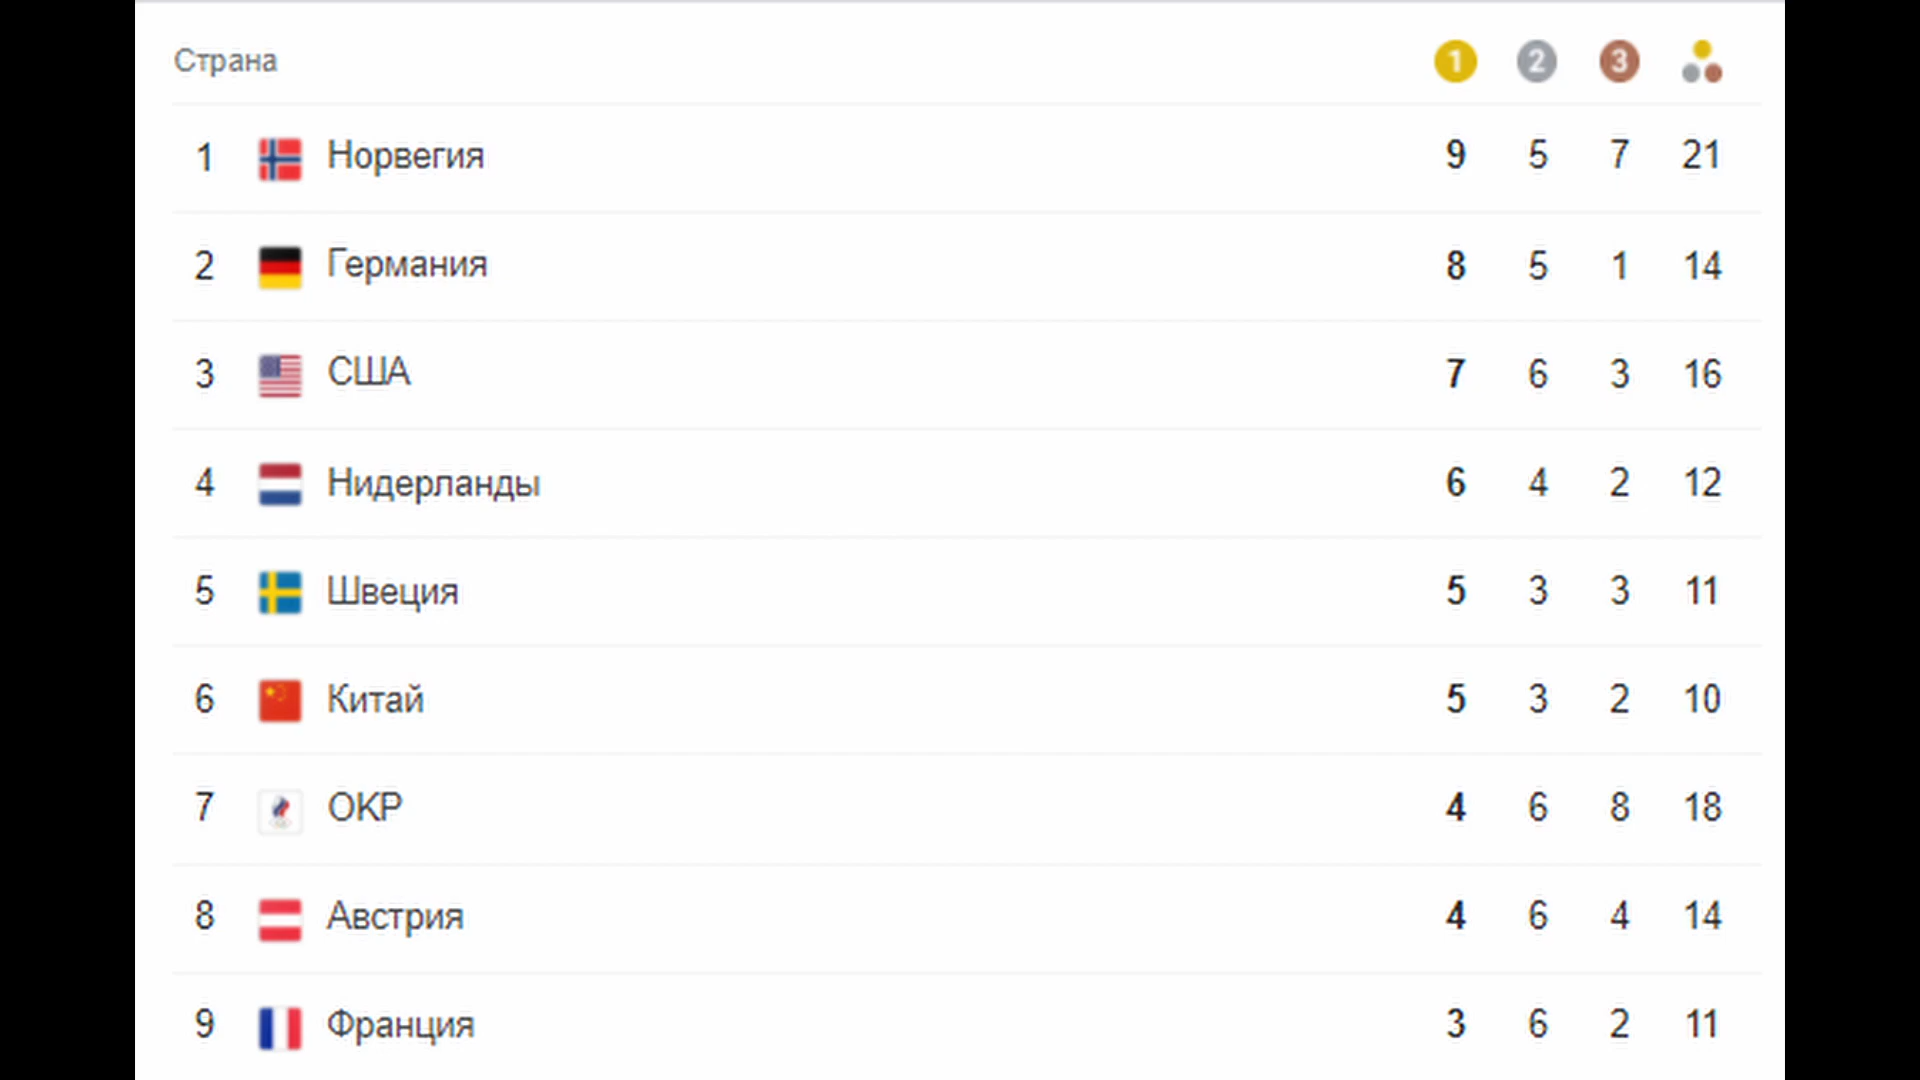 Страна 1 2 3
1 Норвегия 9 5 7 21
2 Германия 8 5 1 14
3 США 7 6 3 16
4 Нидерланды 6 4 2 12
5 Швеция 5 3 3 11
6 Китай 5 3 2 10
7 ОКР 4 6 8 18
8 Австрия 4 6 4 14
9 Франция 3 6 2 11